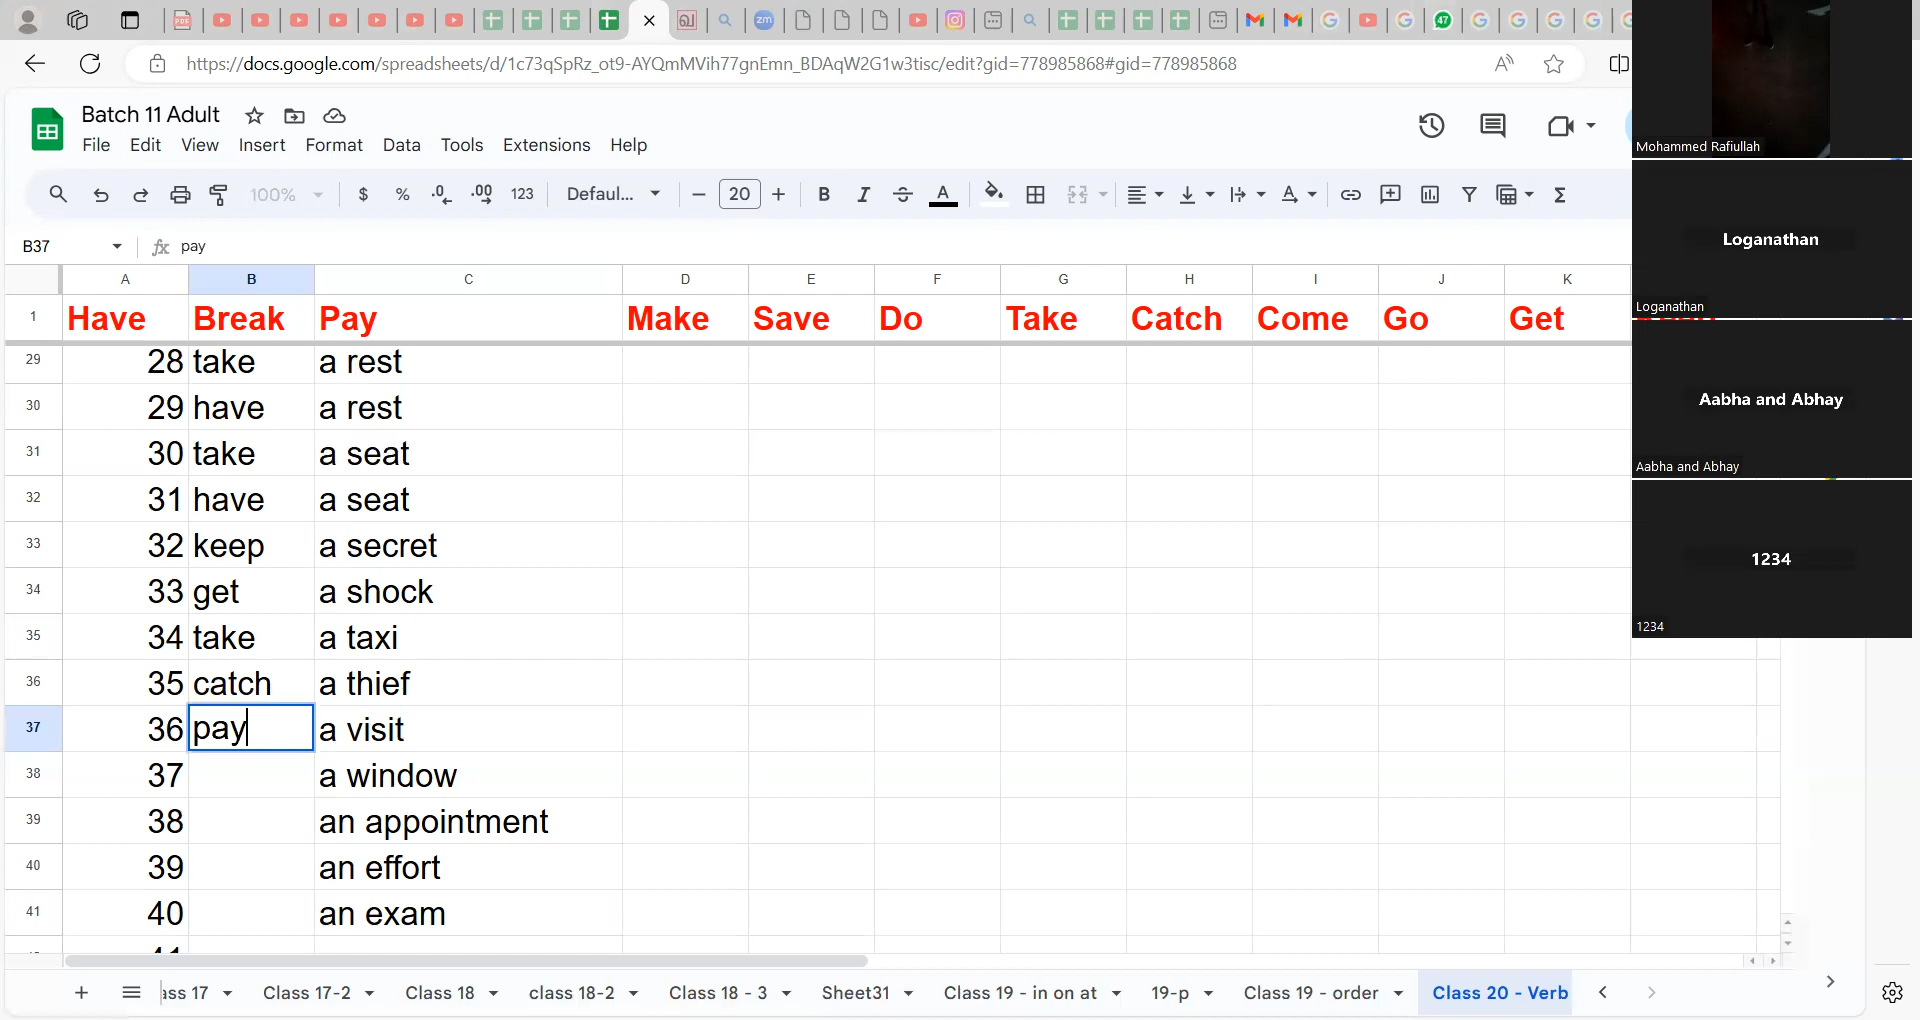 https://docs.google.com/spreadsheets/d/1c73qSpRz_ot9-AYQmMVih77gnEmn_BDAqW2G1w3tisc/edit?gid=778985868#gid=778985868
Batch 11 Adult
File Edit View Insert Format Data Tools Extensions Help
100% $ % .0 .00 123 Defaul... 20 B I A
B37 fx pay
A B C D E F G H I J K
1 Have Break Pay Make Save Do Take Catch Come Go Get
29 28 take a rest
30 29 have a rest
31 30 take a seat
32 31 have a seat
33 32 keep a secret
34 33 get a shock
35 34 take a taxi
36 35 catch a thief
37 36 pay a visit
38 37 a window
39 38 an appointment
40 39 an effort
41 40 an exam
ass 17 Class 17-2 Class 18 class 18-2 Class 18 - 3 Sheet31 Class 19 - in on at 19-p Class 19 - order Class 20 - Verb
Mohammed Rafiullah
Loganathan
Loganathan
Aabha and Abhay
Aabha and Abhay
1234
1234